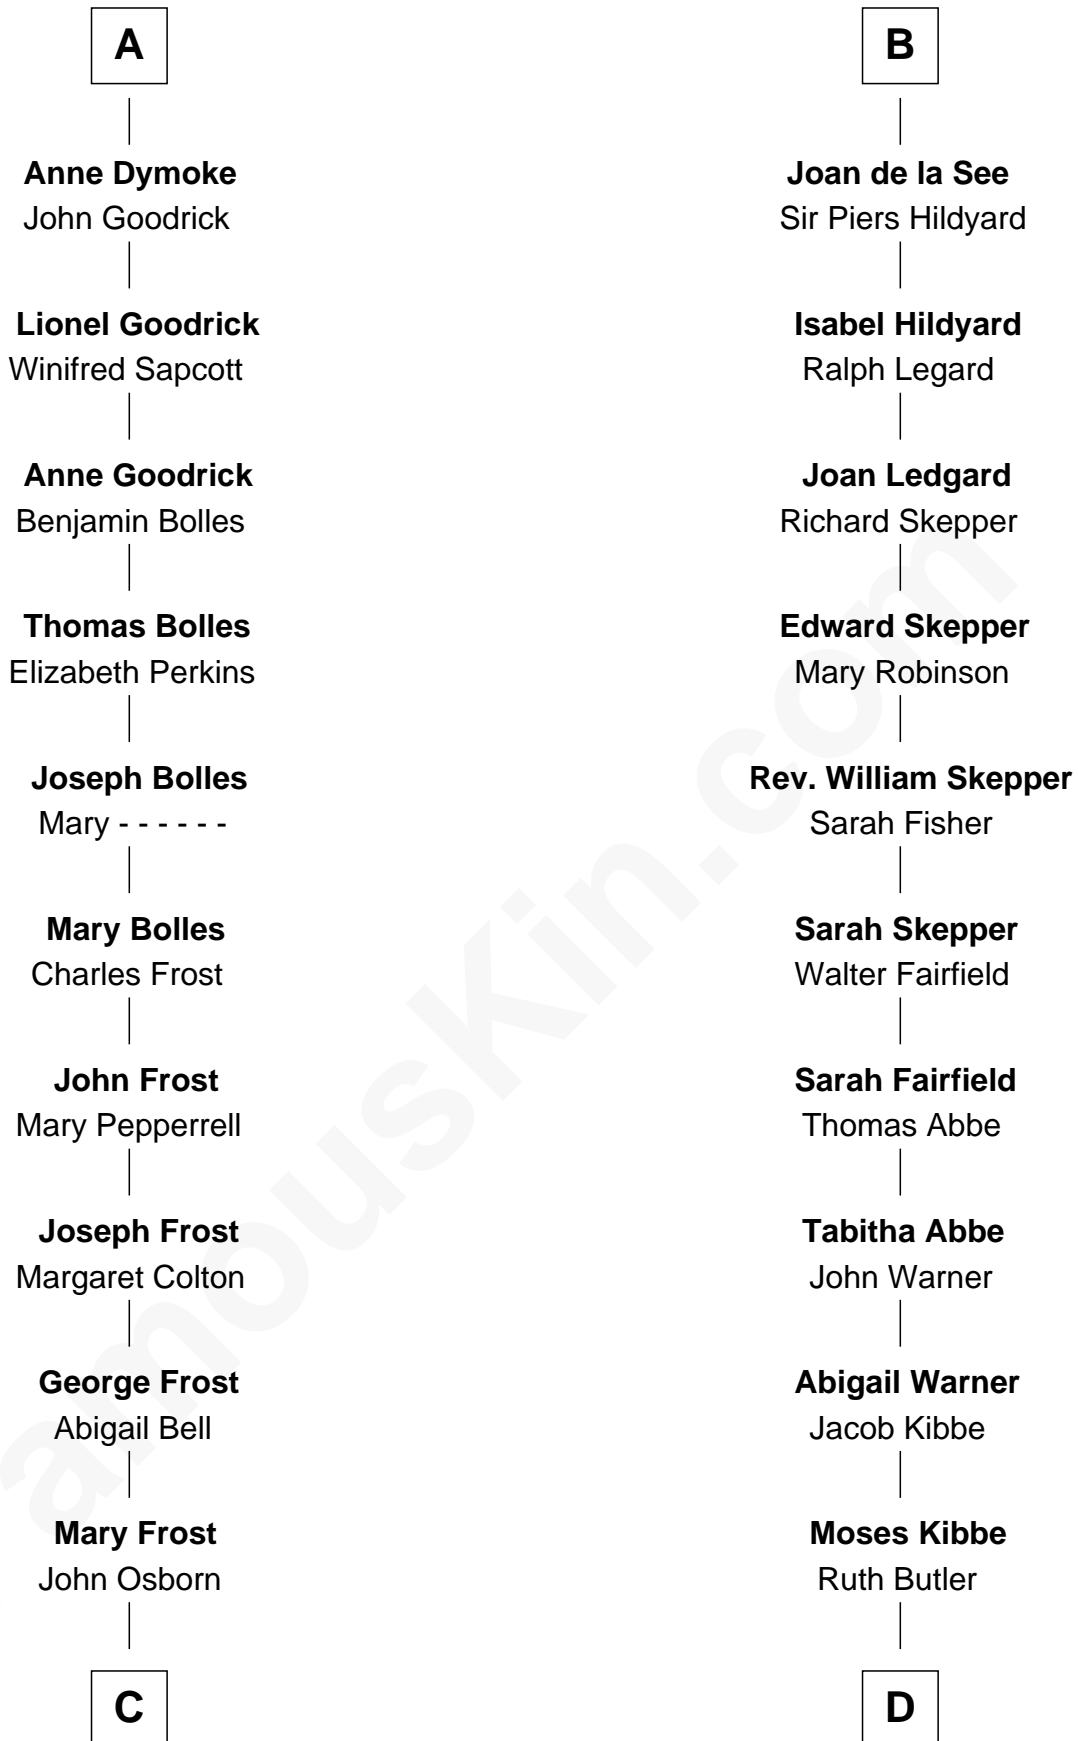 A
Anne Dymoke
John Goodrick
Lionel Goodrick
Winifred Sapcott
Anne Goodrick
Benjamin Bolles
Thomas Bolles
Elizabeth Perkins
Joseph Bolles
Mary - - - - - -
Mary Bolles
Charles Frost
John Frost
Mary Pepperrell
Joseph Frost
Margaret Colton
George Frost
Abigail Bell
Mary Frost
John Osborn
C
B
Joan de la See
Sir Piers Hildyard
Isabel Hildyard
Ralph Legard
Joan Ledgard
Richard Skepper
Edward Skepper
Mary Robinson
Rev. William Skepper
Sarah Fisher
Sarah Skepper
Walter Fairfield
Sarah Fairfield
Thomas Abbe
Tabitha Abbe
John Warner
Abigail Warner
Jacob Kibbe
Moses Kibbe
Ruth Butler
D
amousKin.com